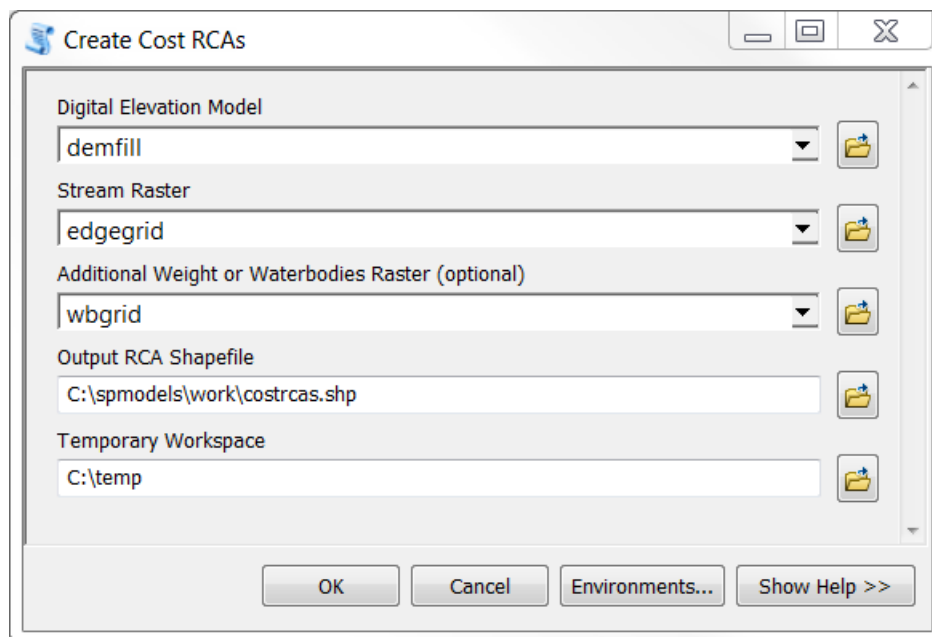 Create Cost RCAs
Digital Elevation Model
demfill
Stream Raster
edgegrid
Additional Weight or Waterbodies Raster (optional)
wbgrid
Output RCA Shapefile
C:\spmodels\work\costrcas.shp
Temporary Workspace
C:\temp
OK Cancel Environments... Show Help >>